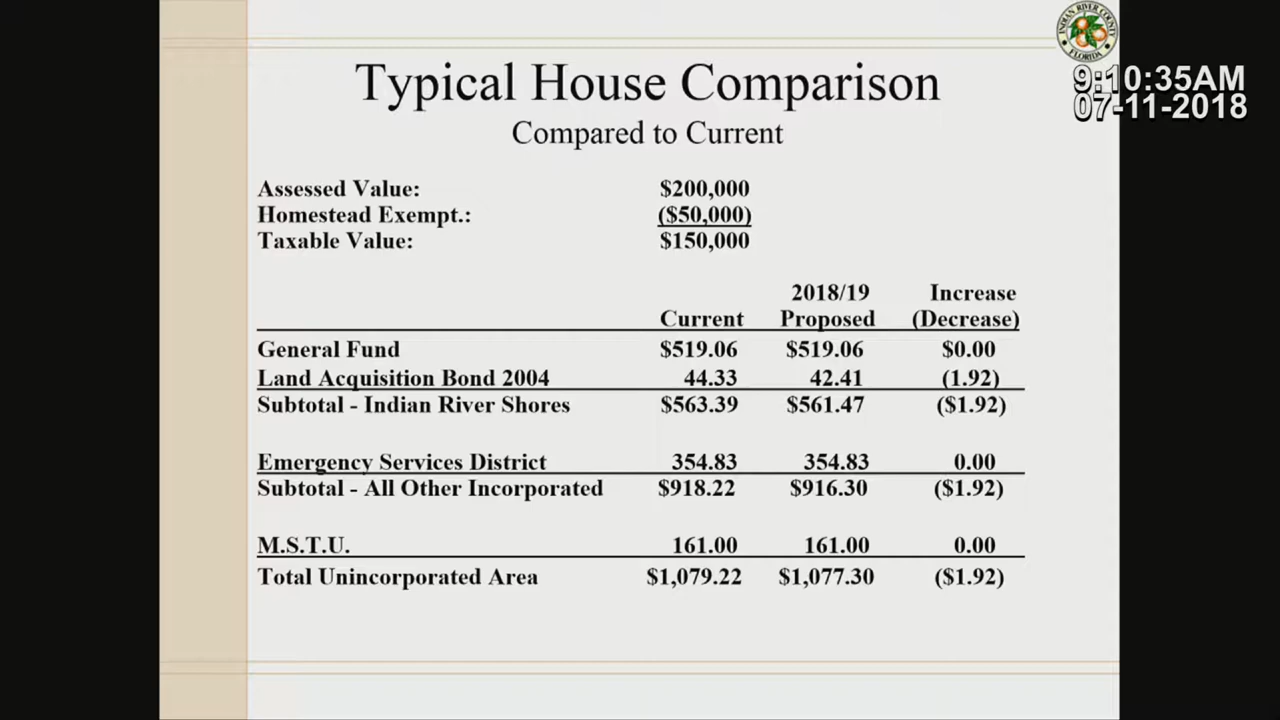 INDIAN RIVER COUNTY
FLORIDA
9:10:35AM
07-11-2018
Typical House Comparison
Compared to Current
Assessed Value: $200,000
Homestead Exempt.: ($50,000)
Taxable Value: $150,000
2018/19 Increase
Current Proposed (Decrease)
General Fund $519.06 $519.06 $0.00
Land Acquisition Bond 2004 44.33 42.41 (1.92)
Subtotal - Indian River Shores $563.39 $561.47 ($1.92)
Emergency Services District 354.83 354.83 0.00
Subtotal - All Other Incorporated $918.22 $916.30 ($1.92)
M.S.T.U. 161.00 161.00 0.00
Total Unincorporated Area $1,079.22 $1,077.30 ($1.92)